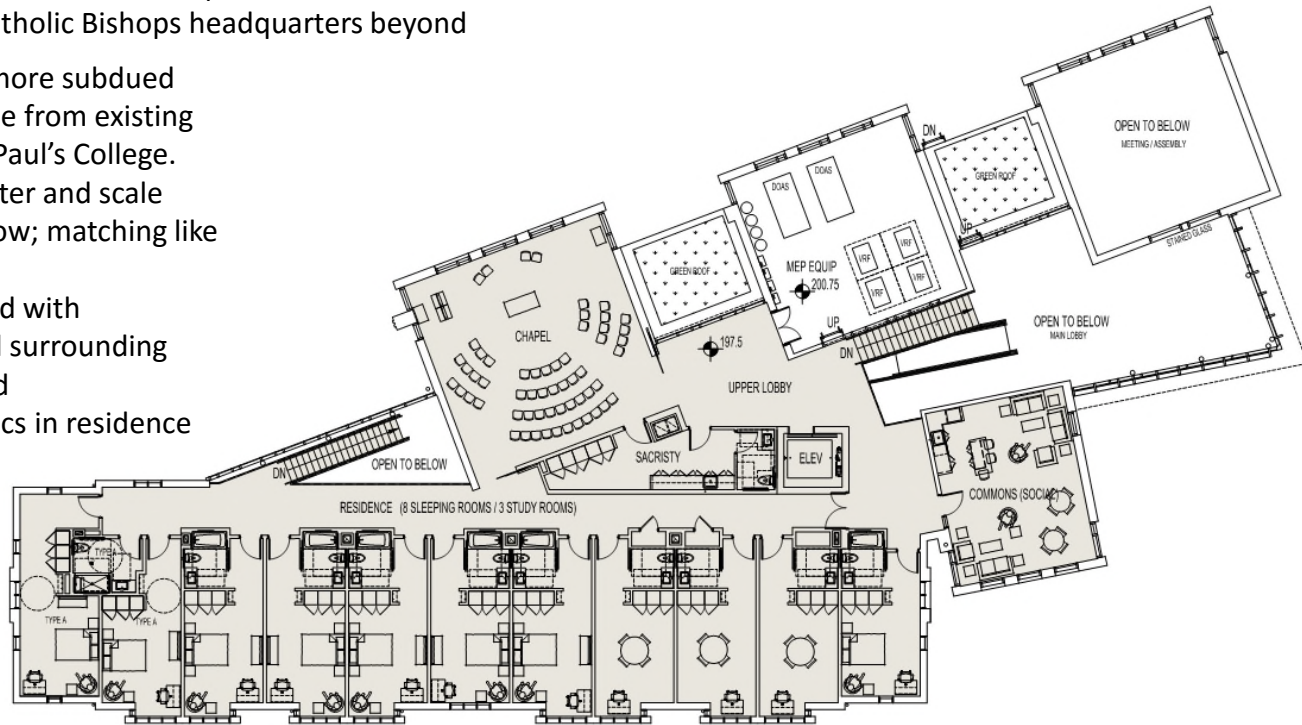 tholic Bishops headquarters beyond
more subdued
e from existing
Paul’s College.
ter and scale
ow; matching like
d with
l surrounding
d
cs in residence
OPEN TO BELOW
MEETING / ASSEMBLY
DN
GREEN ROOF
UP
STAINED GLASS
DOAS
DOAS
MEP EQUIP
200.75
VRF
VRF
VRF
VRF
UP
DN
OPEN TO BELOW
MAIN LOBBY
GREEN ROOF
197.5
UPPER LOBBY
CHAPEL
SACRISTY
ELEV
COMMONS (SOCIAL)
DN
OPEN TO BELOW
RESIDENCE (8 SLEEPING ROOMS / 3 STUDY ROOMS)
TYPE A
TYPE A
TYPE A